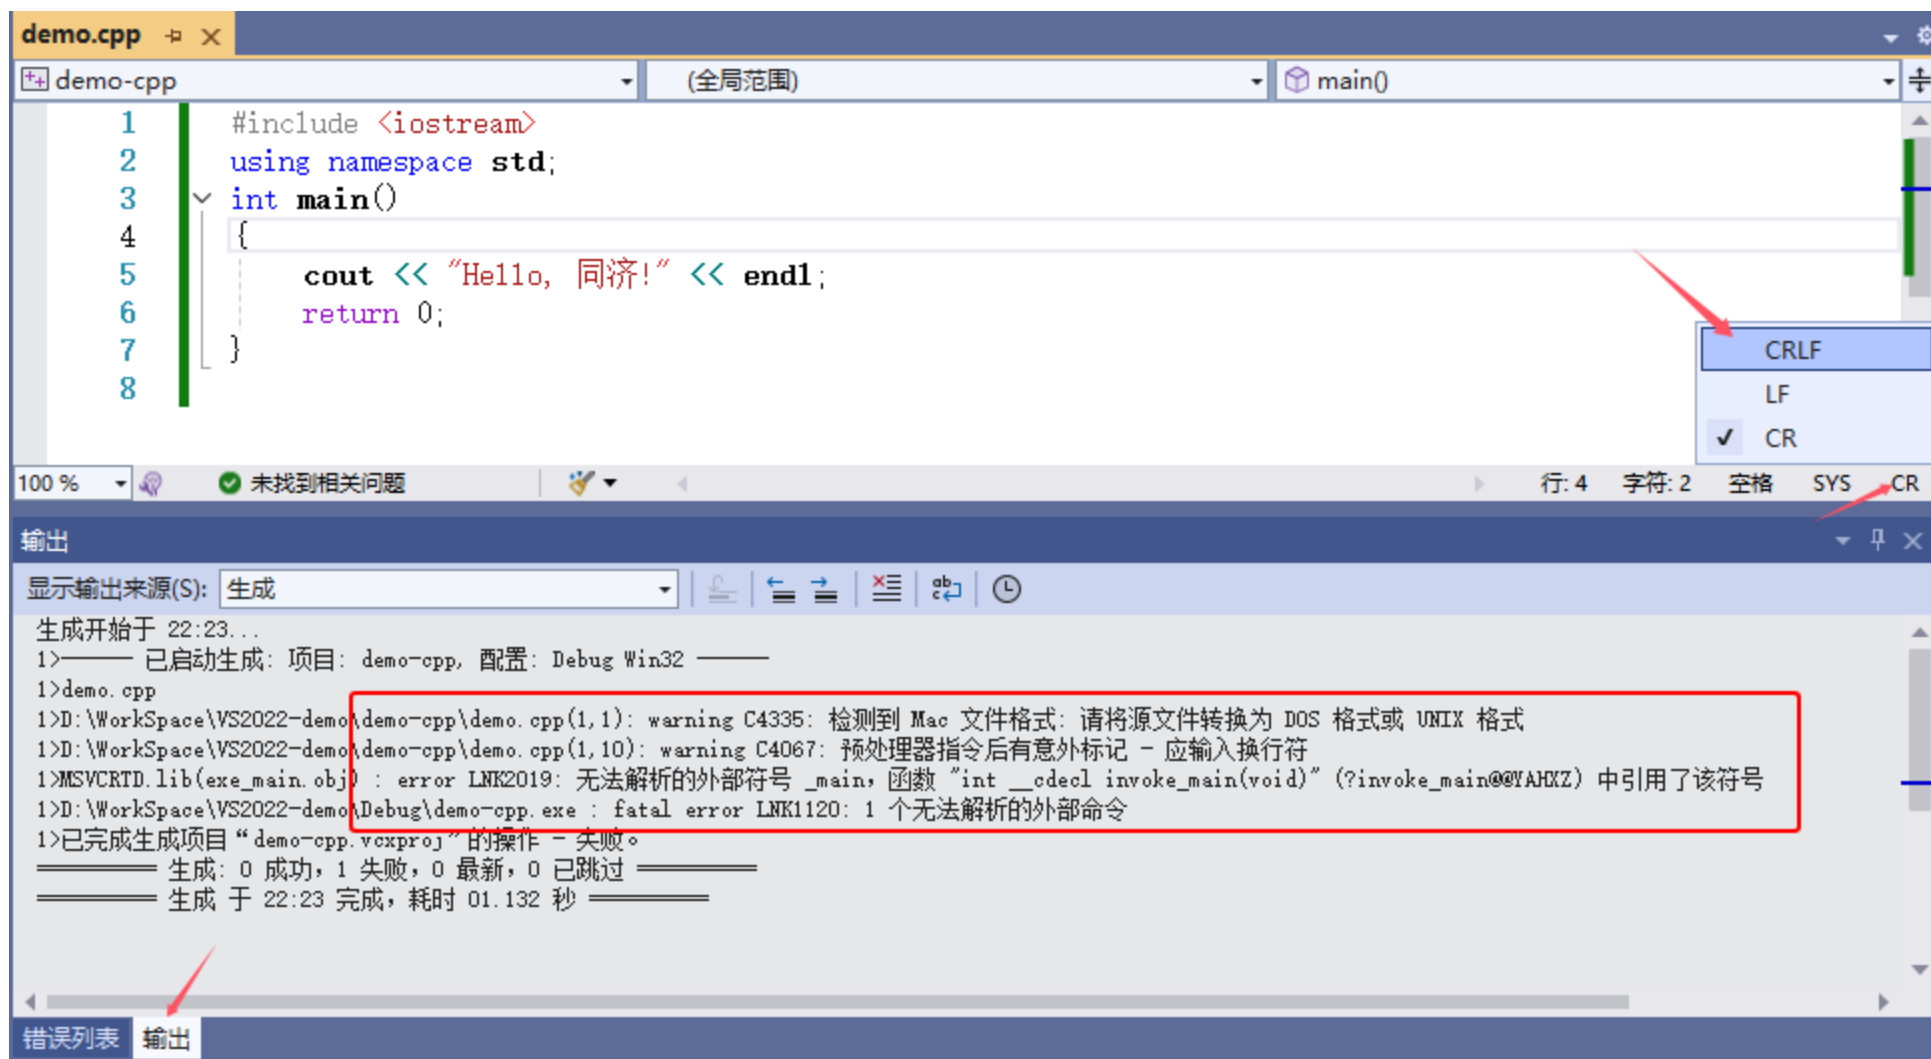 demo.cpp
demo-cpp (全局范围) main()
1 #include <iostream>
2 using namespace std;
3 int main()
4 {
5 cout << "Hello, 同济!" << endl;
6 return 0;
7 }
8
CRLF
LF
CR
100 % 未找到相关问题 行: 4 字符: 2 空格 SYS CR
输出
显示输出来源(S): 生成
生成开始于 22:23...
1>—— 已启动生成: 项目: demo-cpp, 配置: Debug Win32 ——
1>demo.cpp
1>D:\WorkSpace\VS2022-demo\demo-cpp\demo.cpp(1,1): warning C4335: 检测到 Mac 文件格式: 请将源文件转换为 DOS 格式或 UNIX 格式
1>D:\WorkSpace\VS2022-demo\demo-cpp\demo.cpp(1,10): warning C4067: 预处理器指令后有意外标记 - 应输入换行符
1>MSVCRTD.lib(exe_main.obj) : error LNK2019: 无法解析的外部符号 _main，函数 "int __cdecl invoke_main(void)" (?invoke_main@@YAHXZ) 中引用了该符号
1>D:\WorkSpace\VS2022-demo\Debug\demo-cpp.exe : fatal error LNK1120: 1 个无法解析的外部命令
1>已完成生成项目“demo-cpp.vcxproj”的操作 - 失败。
========== 生成: 0 成功，1 失败，0 最新，0 已跳过 ==========
========== 生成 于 22:23 完成，耗时 01.132 秒 ==========
错误列表 输出